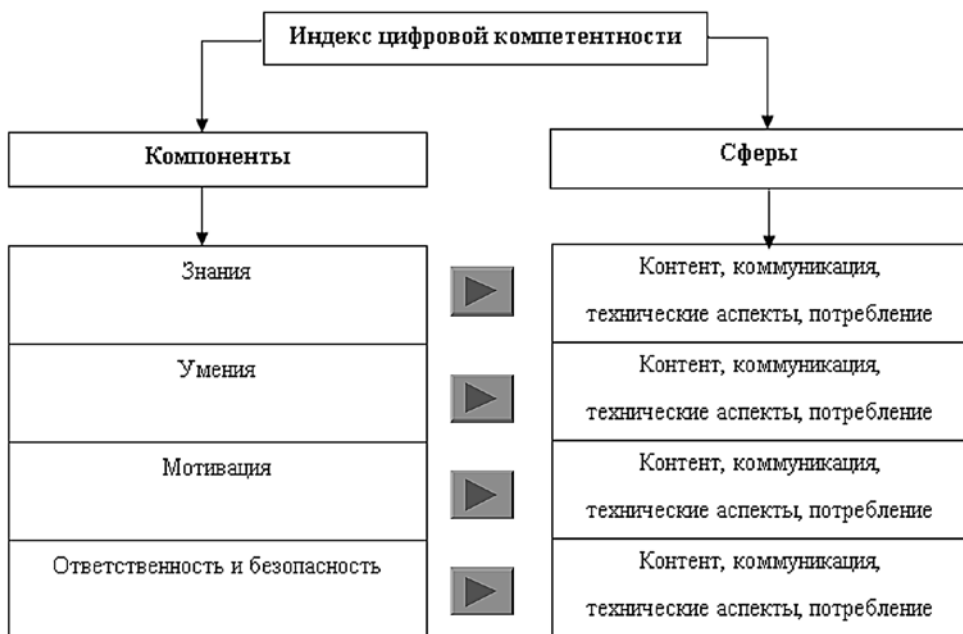 Индекс цифровой компетентности
Компоненты
Сферы
Знания
Контент, коммуникация,
технические аспекты, потребление
Умения
Контент, коммуникация,
технические аспекты, потребление
Мотивация
Контент, коммуникация,
технические аспекты, потребление
Ответственность и безопасность
Контент, коммуникация,
технические аспекты, потребление